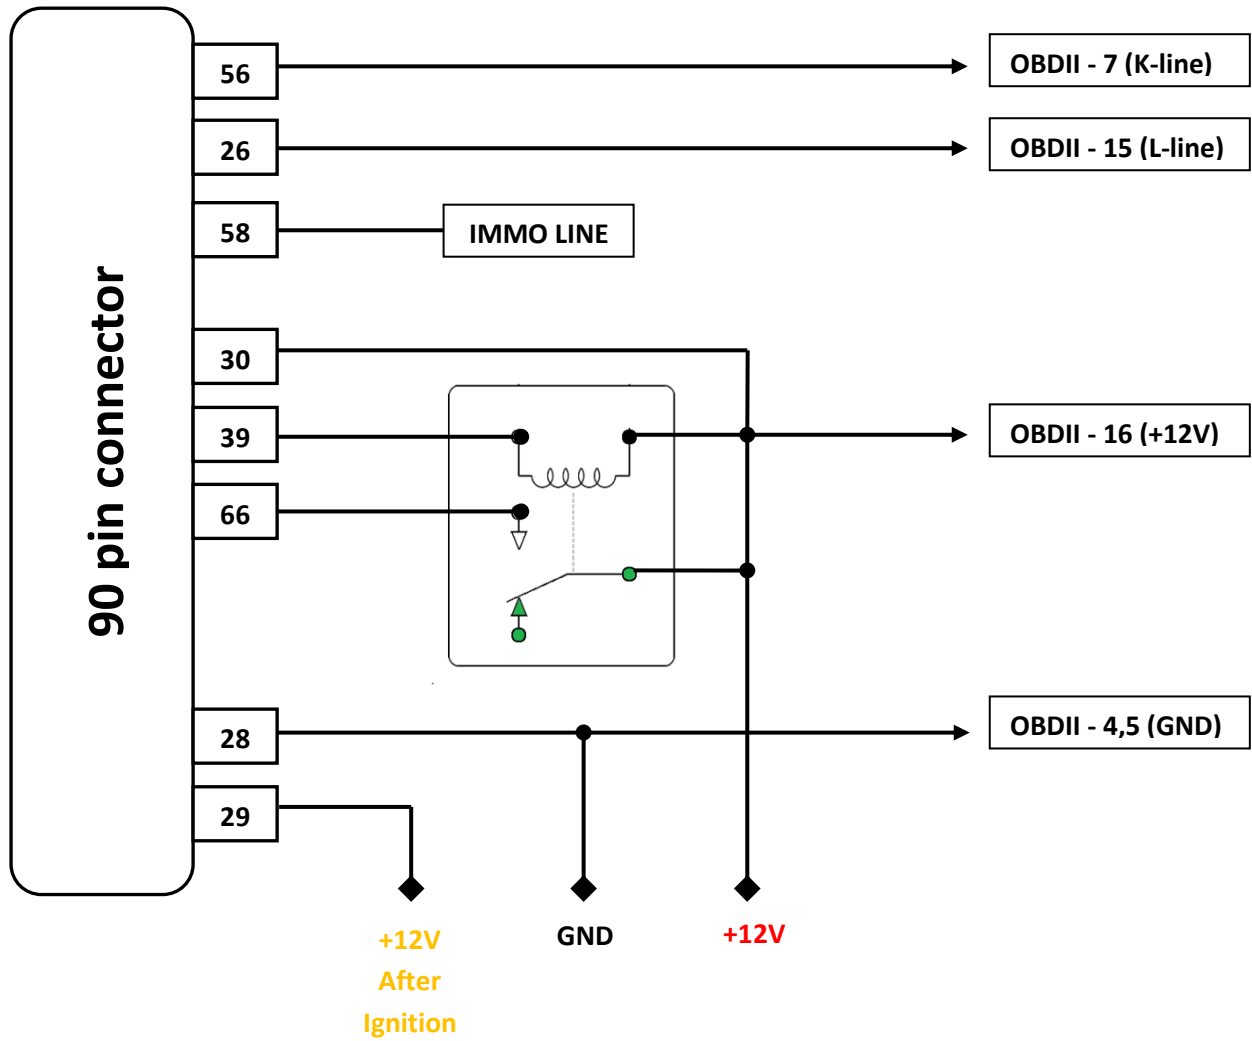 90 pin connector
56
OBDII - 7 (K-line)
26
OBDII - 15 (L-line)
58
IMMO LINE
30
39
OBDII - 16 (+12V)
66
28
OBDII - 4,5 (GND)
29
+12V
After
Ignition
GND
+12V